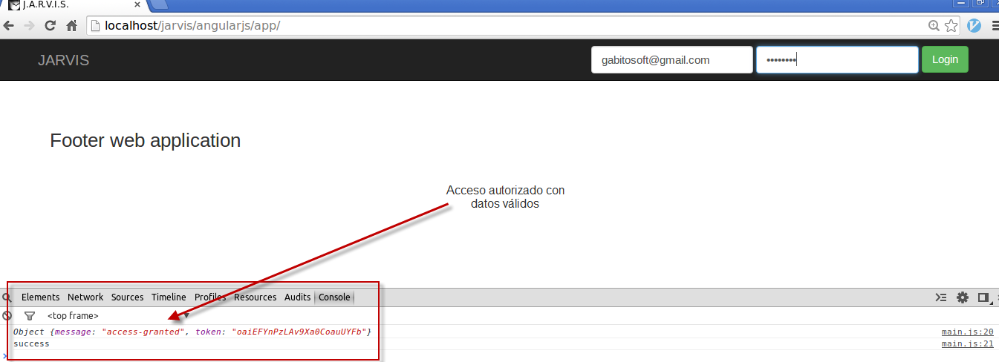 J.A.R.V.I.S.
localhost/jarvis/angularjs/app/
JARVIS
gabitosoft@gmail.com
••••••••
Login
Footer web application
Acceso autorizado con
datos válidos
Elements Network Sources Timeline Profiles Resources Audits Console
<top frame>
Object {message: "access-granted", token: "oaiEFYnPzLAv9Xa0CoauUYFb"} main.js:20
success main.js:21